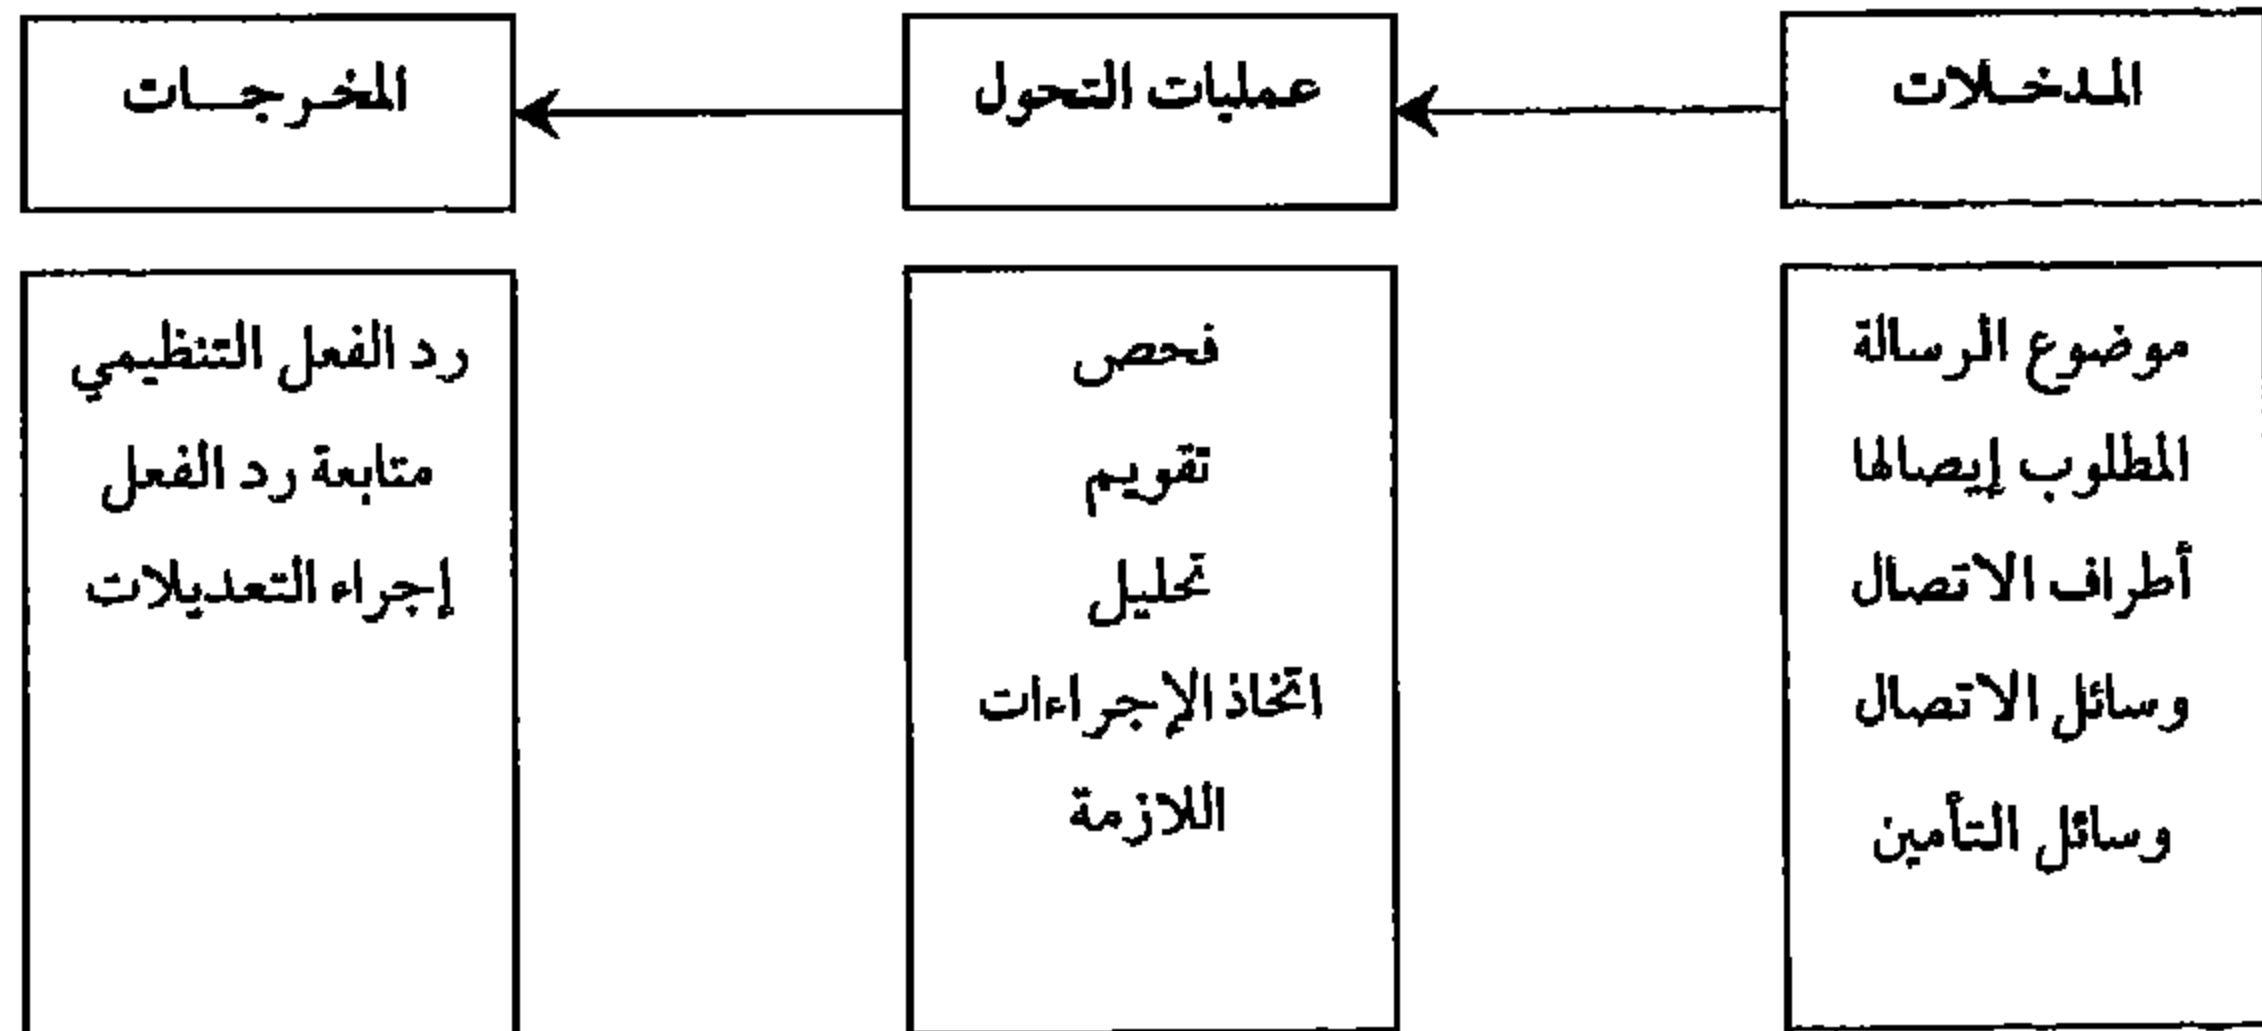 المدخلات
عمليات التحول
المخرجات
موضوع الرسالة
المطلوب إيصالها
أطراف الاتصال
وسائل الاتصال
وسائل التأمين
فحص
تقويم
تحليل
اتخاذ الإجراءات
اللازمة
رد الفعل التنظيمي
متابعة رد الفعل
إجراء التعديلات